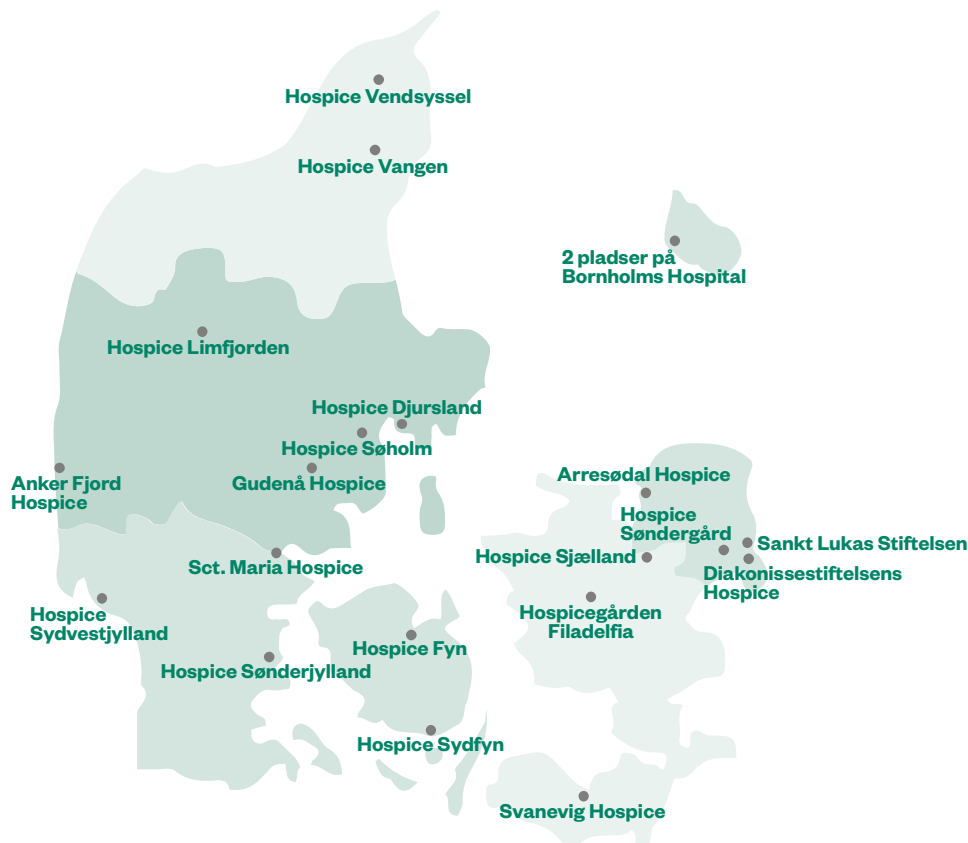 Hospice Vendsyssel
Hospice Vangen
2 pladser på
Bornholms Hospital
Hospice Limfjorden
Hospice Djursland
Hospice Søholm
Anker Fjord
Hospice
Gudenå Hospice
Arresødal Hospice
Hospice
Søndergård
Sankt Lukas Stiftelsen
Hospice Sjælland
Diakonissestiftelsens
Hospice
Sct. Maria Hospice
Hospice
Sydvestjylland
Hospicegården
Filadelfia
Hospice Fyn
Hospice Sønderjylland
Hospice Sydfyn
Svanevig Hospice